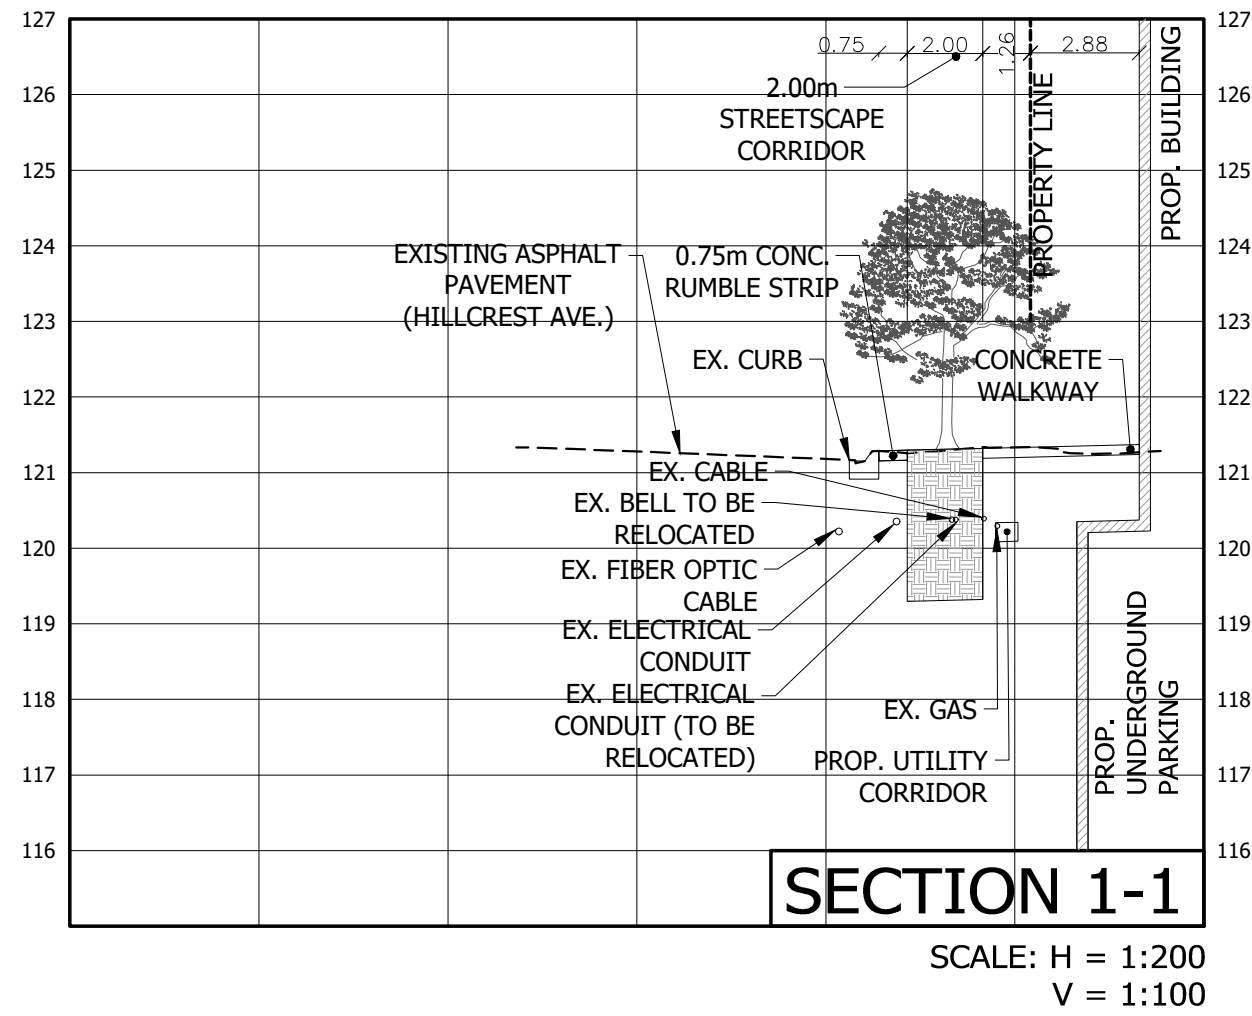 127
127
0.75
2.00
1.26
2.88
2.00m
STREETSCAPE
CORRIDOR
PROPERTY LINE
PROP. BUILDING
126
126
125
125
124
124
EXISTING ASPHALT
PAVEMENT
(HILLCREST AVE.)
0.75m CONC.
RUMBLE STRIP
123
123
EX. CURB
CONCRETE
WALKWAY
122
122
121
121
EX. CABLE
EX. BELL TO BE
RELOCATED
120
120
EX. FIBER OPTIC
CABLE
119
119
EX. ELECTRICAL
CONDUIT
118
118
EX. ELECTRICAL
CONDUIT (TO BE
RELOCATED)
EX. GAS
117
117
PROP. UTILITY
CORRIDOR
PROP.
UNDERGROUND
PARKING
116
116
SECTION 1-1
SCALE: H = 1:200
V = 1:100